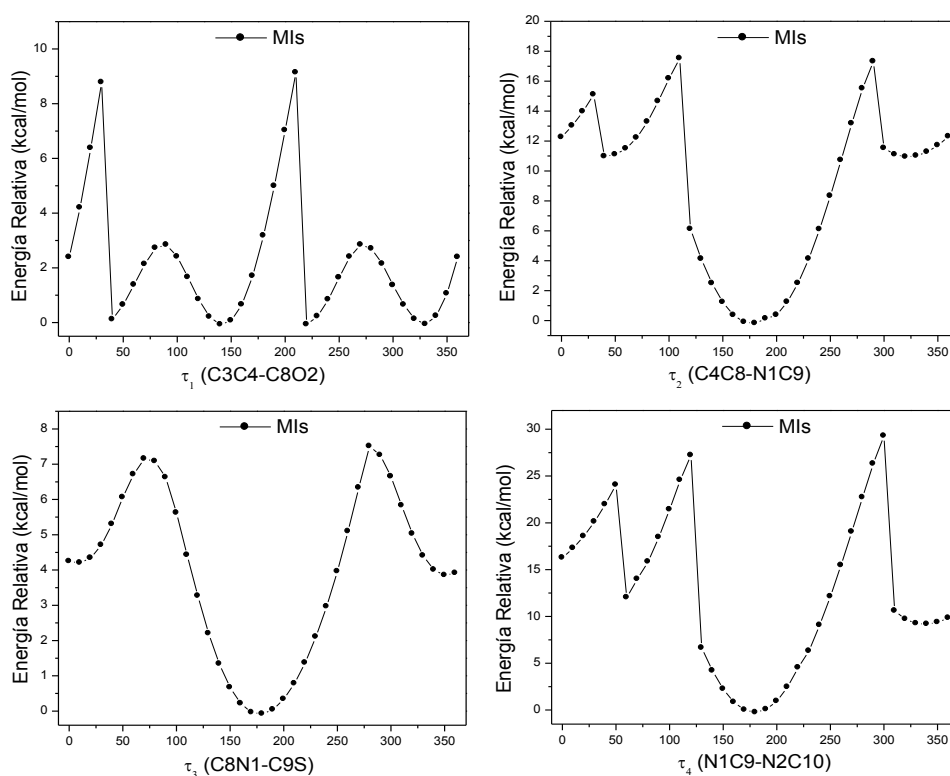 MIs
Energía Relativa (kcal/mol)
10
8
6
4
2
0
0 50 100 150 200 250 300 350
τ1 (C3C4-C8O2)
MIs
Energía Relativa (kcal/mol)
20
18
16
14
12
10
8
6
4
2
0
0 50 100 150 200 250 300 350
τ2 (C4C8-N1C9)
MIs
Energía Relativa (kcal/mol)
8
7
6
5
4
3
2
1
0
0 50 100 150 200 250 300 350
τ3 (C8N1-C9S)
MIs
Energía Relativa (kcal/mol)
30
25
20
15
10
5
0
0 50 100 150 200 250 300 350
τ4 (N1C9-N2C10)